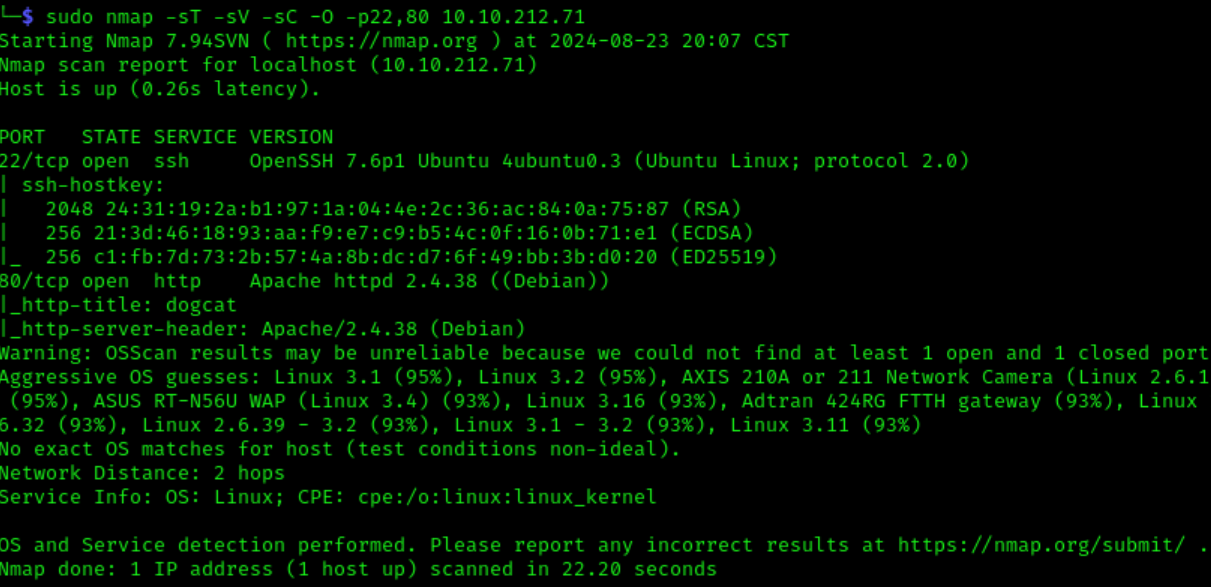 └─$ sudo nmap -sT -sV -sC -O -p22,80 10.10.212.71
Starting Nmap 7.94SVN ( https://nmap.org ) at 2024-08-23 20:07 CST
Nmap scan report for localhost (10.10.212.71)
Host is up (0.26s latency).
PORT   STATE SERVICE VERSION
22/tcp open  ssh     OpenSSH 7.6p1 Ubuntu 4ubuntu0.3 (Ubuntu Linux; protocol 2.0)
| ssh-hostkey:
|   2048 24:31:19:2a:b1:97:1a:04:4e:2c:36:ac:84:0a:75:87 (RSA)
|   256 21:3d:46:18:93:aa:f9:e7:c9:b5:4c:0f:16:0b:71:e1 (ECDSA)
|_  256 c1:fb:7d:73:2b:57:4a:8b:dc:d7:6f:49:bb:3b:d0:20 (ED25519)
80/tcp open  http    Apache httpd 2.4.38 ((Debian))
|_http-title: dogcat
|_http-server-header: Apache/2.4.38 (Debian)
Warning: OSScan results may be unreliable because we could not find at least 1 open and 1 closed port
Aggressive OS guesses: Linux 3.1 (95%), Linux 3.2 (95%), AXIS 210A or 211 Network Camera (Linux 2.6.1
 (95%), ASUS RT-N56U WAP (Linux 3.4) (93%), Linux 3.16 (93%), Adtran 424RG FTTH gateway (93%), Linux
6.32 (93%), Linux 2.6.39 - 3.2 (93%), Linux 3.1 - 3.2 (93%), Linux 3.11 (93%)
No exact OS matches for host (test conditions non-ideal).
Network Distance: 2 hops
Service Info: OS: Linux; CPE: cpe:/o:linux:linux_kernel
OS and Service detection performed. Please report any incorrect results at https://nmap.org/submit/ .
Nmap done: 1 IP address (1 host up) scanned in 22.20 seconds